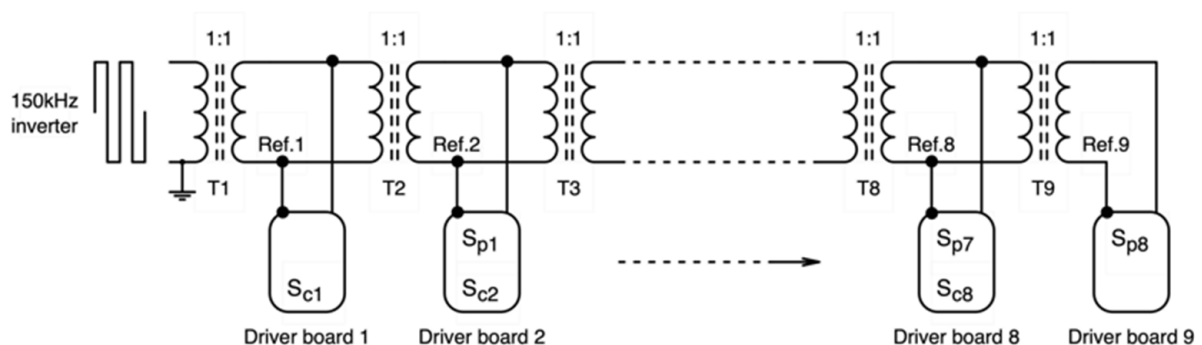 1:1 1:1 1:1 1:1 1:1
150kHz
inverter
Ref.1 Ref.2 Ref.8 Ref.9
T1 T2 T3 T8 T9
Sp1 Sp7 Sp8
Sc1 Sc2 Sc8
Driver board 1 Driver board 2 Driver board 8 Driver board 9